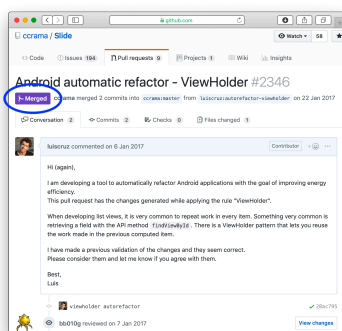 github.com
ccrama / Slide
Watch 58
Code Issues 194 Pull requests 9 Projects 1 Wiki Insights
Android automatic refactor - ViewHolder #2346
Merged ccrama merged 2 commits into ccrama:master from luiscruz:autorefactor-viewholder on 22 Jan 2017
Conversation 2 Commits 2 Checks 0 Files changed 1
luiscruz commented on 6 Jan 2017 Contributor
Hi (again),
I am developing a tool to automatically refactor Android applications with the goal of improving energy
efficiency.
This pull request has the changes generated while applying the rule "ViewHolder".
When developing list views, it is very common to repeat work in every item. Something very common is
retrieving a field with the API method findViewById . There is a ViewHolder pattern that lets you reuse
the work made in the previous computed item.
I have made a previous validation of the changes and they seem correct.
Please consider them and let me know if you agree with them.
Best,
Luis
viewholder autorefactor 28ac795
bb010g reviewed on 7 Jan 2017 View changes